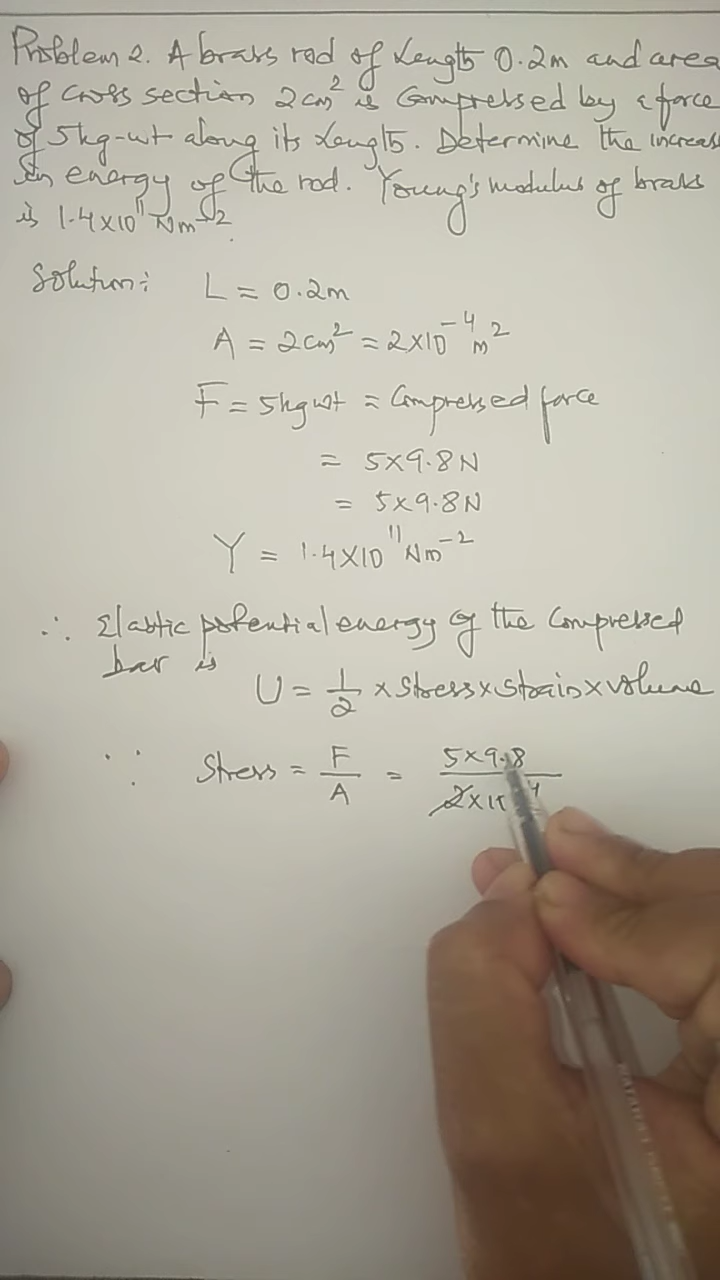 Problem 2. A brass rod of length 0.2m and area
of cross section 2cm² is compressed by a force
of 5kg-wt along its length. Determine the increas
in energy of the rod. Young's modulus of brass
is 1.4×10¹¹ Nm⁻².
Solution: L = 0.2m
A = 2cm² = 2×10⁻⁴ m²
F = 5kgwt = Compressed force
= 5×9.8N
= 5×9.8N
Y = 1.4×10¹¹ Nm⁻²
∴ Elastic potential energy of the compressed
bar is
U = 1/2 × stress × strain × volume
∵ Stress = F/A = 5×9.8/2×10⁻⁴